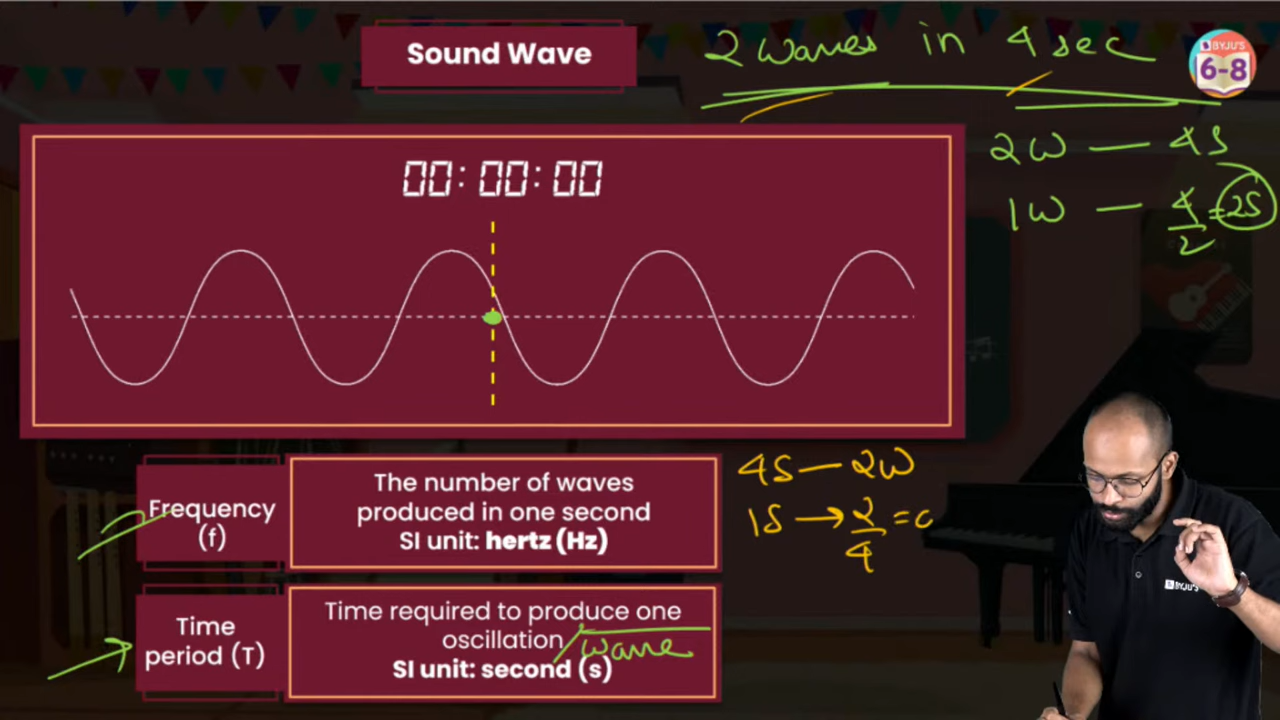 Sound Wave
2 waves in 4 sec
BYJU'S
6-8
2W — 4S
1W — 4/2 = 2S
00:00:00
Frequency
(f)
The number of waves
produced in one second
SI unit: hertz (Hz)
4S — 2W
1S → 2/4 = 0
Time
period (T)
Time required to produce one
oscillation / wave
SI unit: second (s)
BYJU'S